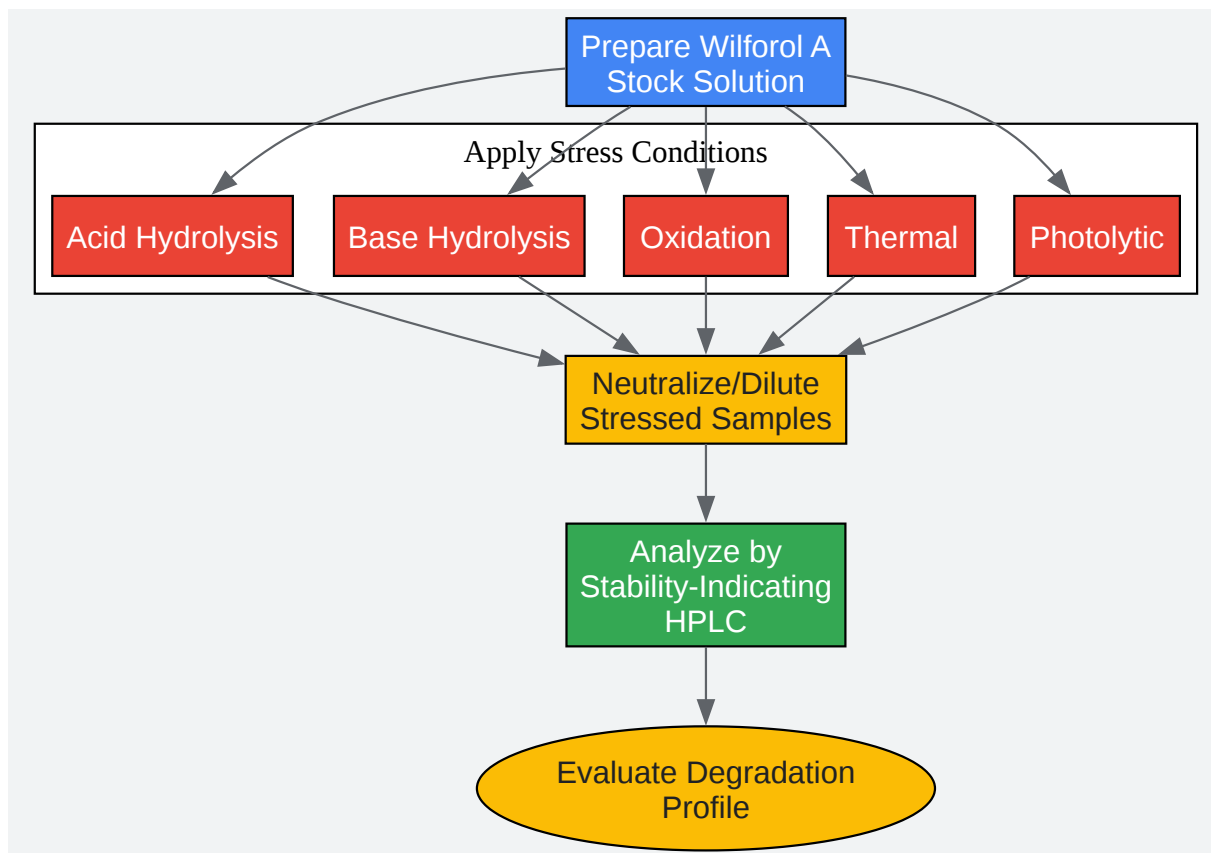 Prepare Wilforol A
Stock Solution
Apply Stress Conditions
Acid Hydrolysis
Base Hydrolysis
Oxidation
Thermal
Photolytic
Neutralize/Dilute
Stressed Samples
Analyze by
Stability-Indicating
HPLC
Evaluate Degradation
Profile